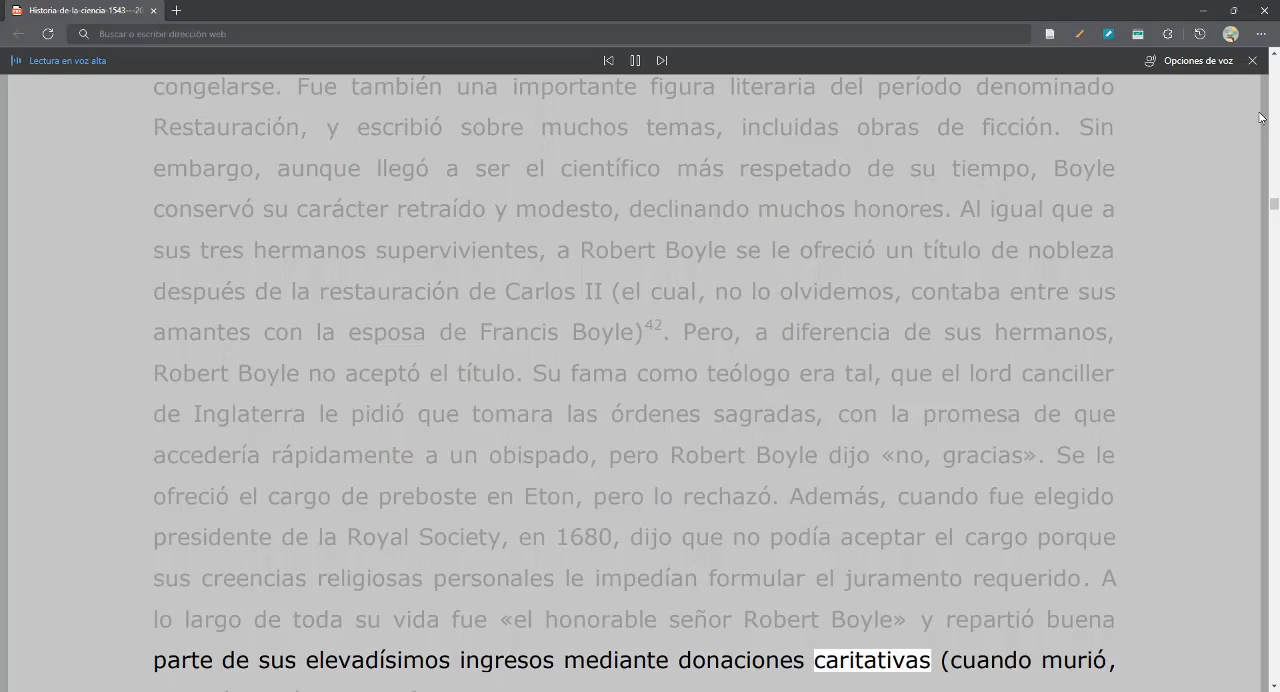 Historia-de-la-ciencia-1543---20
Buscar o escribir dirección web
Lectura en voz alta
Opciones de voz
congelarse. Fue también una importante figura literaria del período denominado
Restauración, y escribió sobre muchos temas, incluidas obras de ficción. Sin
embargo, aunque llegó a ser el científico más respetado de su tiempo, Boyle
conservó su carácter retraído y modesto, declinando muchos honores. Al igual que a
sus tres hermanos supervivientes, a Robert Boyle se le ofreció un título de nobleza
después de la restauración de Carlos II (el cual, no lo olvidemos, contaba entre sus
amantes con la esposa de Francis Boyle)42. Pero, a diferencia de sus hermanos,
Robert Boyle no aceptó el título. Su fama como teólogo era tal, que el lord canciller
de Inglaterra le pidió que tomara las órdenes sagradas, con la promesa de que
accedería rápidamente a un obispado, pero Robert Boyle dijo «no, gracias». Se le
ofreció el cargo de preboste en Eton, pero lo rechazó. Además, cuando fue elegido
presidente de la Royal Society, en 1680, dijo que no podía aceptar el cargo porque
sus creencias religiosas personales le impedían formular el juramento requerido. A
lo largo de toda su vida fue «el honorable señor Robert Boyle» y repartió buena
parte de sus elevadísimos ingresos mediante donaciones caritativas (cuando murió,